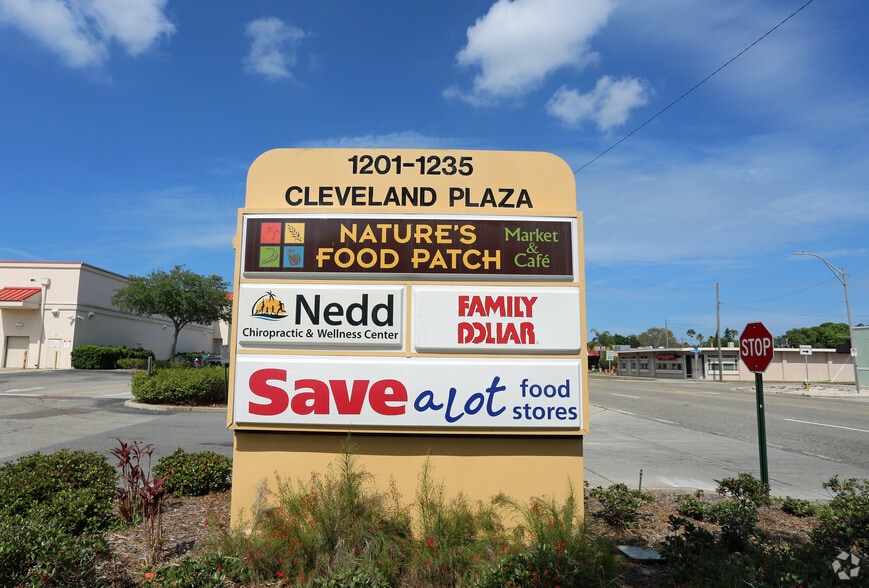 1201-1235
CLEVELAND PLAZA
NATURE'S
FOOD PATCH
Market
&
Café
Nedd
Chiropractic & Wellness Center
FAMILY
DOLLAR
Save a Lot food
stores
STOP